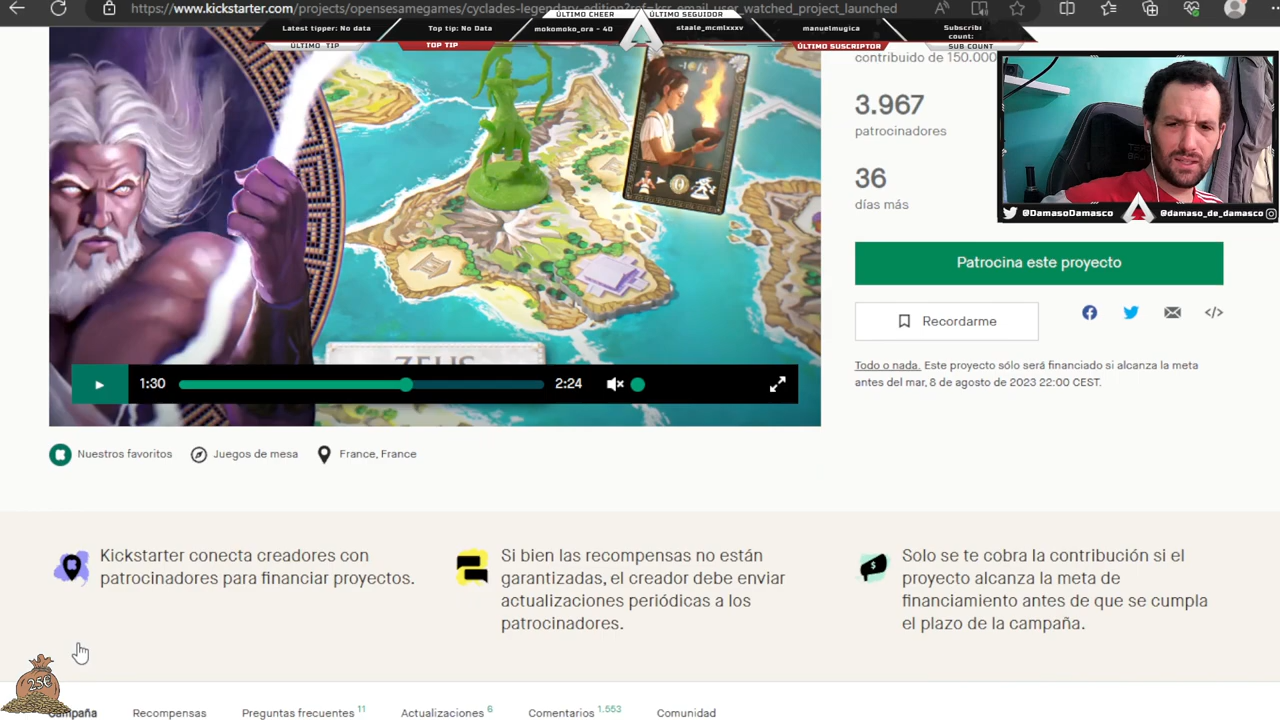 https://www.kickstarter.com/projects/opensesamegames/cyclades-legendary-edition?ref=ksr_email_user_watched_project_launched
ÚLTIMO CHEER
ÚLTIMO SEGUIDOR
Latest tipper: No data
Top tip: No Data
mokomoko_ora - 40
staale_mcmlxxxv
manuelmugica
Subscribi
count:
ÚLTIMO TIP
TOP TIP
ÚLTIMO SUSCRIPTOR
SUB COUNT
contribuido de 150.000
3.967
patrocinadores
36
días más
@DamasoDamasco
@damaso_de_damasco
Patrocina este proyecto
Recordarme
</>
Todo o nada. Este proyecto sólo será financiado si alcanza la meta
antes del mar, 8 de agosto de 2023 22:00 CEST.
ZEUS
1:30
2:24
Nuestros favoritos
Juegos de mesa
France, France
Kickstarter conecta creadores con
patrocinadores para financiar proyectos.
Si bien las recompensas no están
garantizadas, el creador debe enviar
actualizaciones periódicas a los
patrocinadores.
Solo se te cobra la contribución si el
proyecto alcanza la meta de
financiamiento antes de que se cumpla
el plazo de la campaña.
25€
Campaña
Recompensas
Preguntas frecuentes 11
Actualizaciones 6
Comentarios 1.553
Comunidad